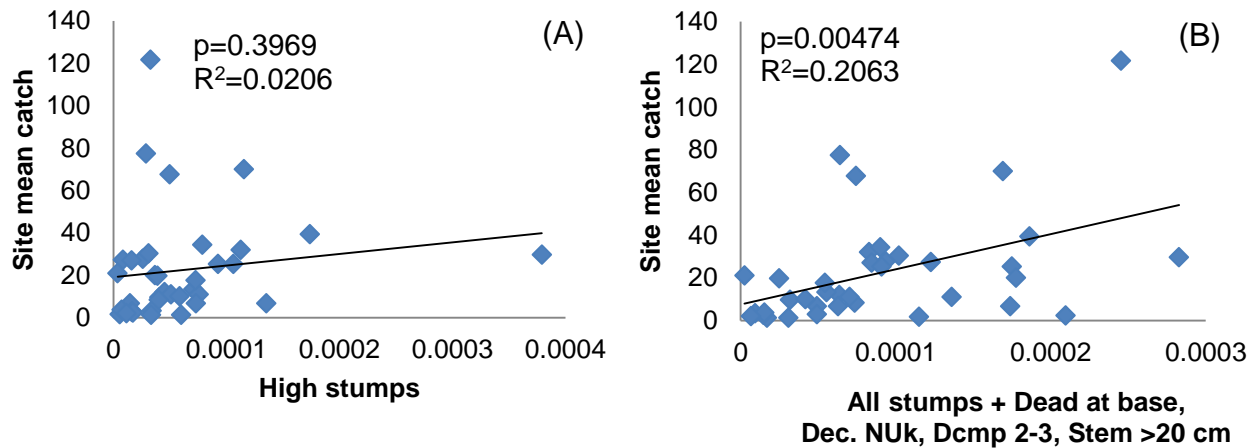 (A)
p=0.3969
R²=0.0206
Site mean catch
140
120
100
80
60
40
20
0
0 0.0001 0.0002 0.0003 0.0004
High stumps
(B)
p=0.00474
R²=0.2063
Site mean catch
140
120
100
80
60
40
20
0
0 0.0001 0.0002 0.0003
All stumps + Dead at base,
Dec. NUk, Dcmp 2-3, Stem >20 cm